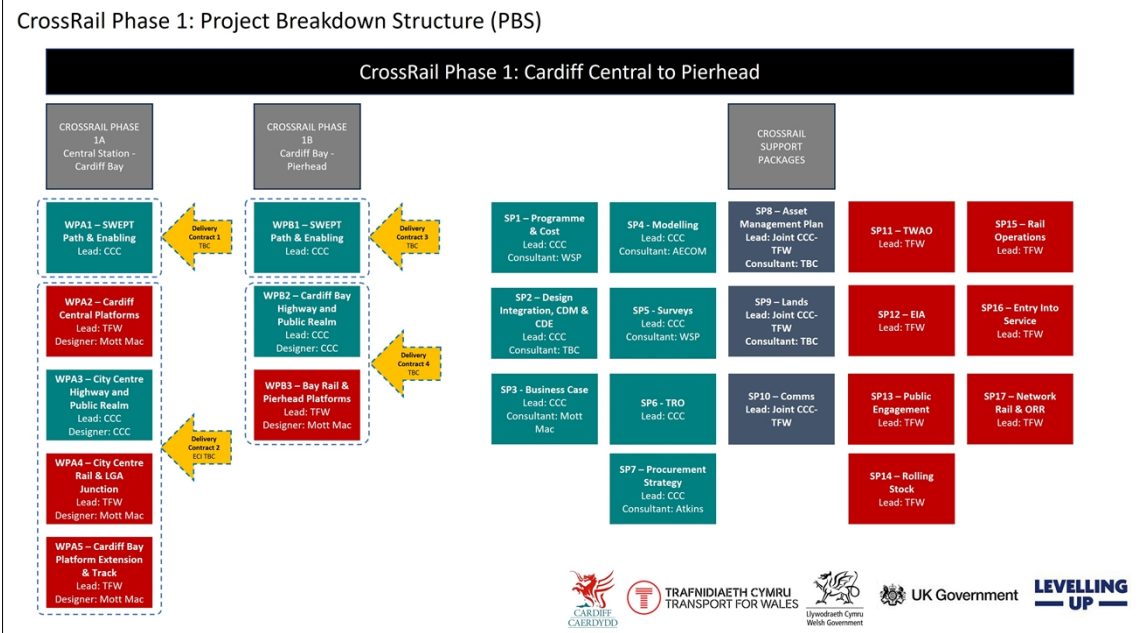 CrossRail Phase 1: Project Breakdown Structure (PBS)
CrossRail Phase 1: Cardiff Central to Pierhead
CROSSRAIL PHASE
1A
Central Station -
Cardiff Bay
CROSSRAIL PHASE
1B
Cardiff Bay -
Pierhead
CROSSRAIL
SUPPORT
PACKAGES
WPA1 – SWEPT
Path & Enabling
Lead: CCC
Delivery
Contract 1
TBC
WPA2 – Cardiff
Central Platforms
Lead: TFW
Designer: Mott Mac
WPA3 – City Centre
Highway and
Public Realm
Lead: CCC
Designer: CCC
WPA4 – City Centre
Rail & LGA
Junction
Lead: TFW
Designer: Mott Mac
WPA5 – Cardiff Bay
Platform Extension
& Track
Lead: TFW
Designer: Mott Mac
Delivery
Contract 2
ECI TBC
WPB1 – SWEPT
Path & Enabling
Lead: CCC
Delivery
Contract 3
TBC
WPB2 – Cardiff Bay
Highway and
Public Realm
Lead: CCC
Designer: CCC
WPB3 – Bay Rail &
Pierhead Platforms
Lead: TFW
Designer: Mott Mac
Delivery
Contract 4
TBC
SP1 – Programme
& Cost
Lead: CCC
Consultant: WSP
SP2 – Design
Integration, CDM &
CDE
Lead: CCC
Consultant: TBC
SP3 - Business Case
Lead: CCC
Consultant: Mott
Mac
SP4 - Modelling
Lead: CCC
Consultant: AECOM
SP5 - Surveys
Lead: CCC
Consultant: WSP
SP6 - TRO
Lead: CCC
SP7 – Procurement
Strategy
Lead: CCC
Consultant: Atkins
SP8 – Asset
Management Plan
Lead: Joint CCC-
TFW
Consultant: TBC
SP9 – Lands
Lead: Joint CCC-
TFW
Consultant: TBC
SP10 – Comms
Lead: Joint CCC-
TFW
SP11 – TWAO
Lead: TFW
SP12 – EIA
Lead: TFW
SP13 – Public
Engagement
Lead: TFW
SP14 – Rolling
Stock
Lead: TFW
SP15 – Rail
Operations
Lead: TFW
SP16 – Entry Into
Service
Lead: TFW
SP17 – Network
Rail & ORR
Lead: TFW
CARDIFF
CAERDYDD
TRAFNIDIAETH CYMRU
TRANSPORT FOR WALES
Llywodraeth Cymru
Welsh Government
UK Government
LEVELLING
UP